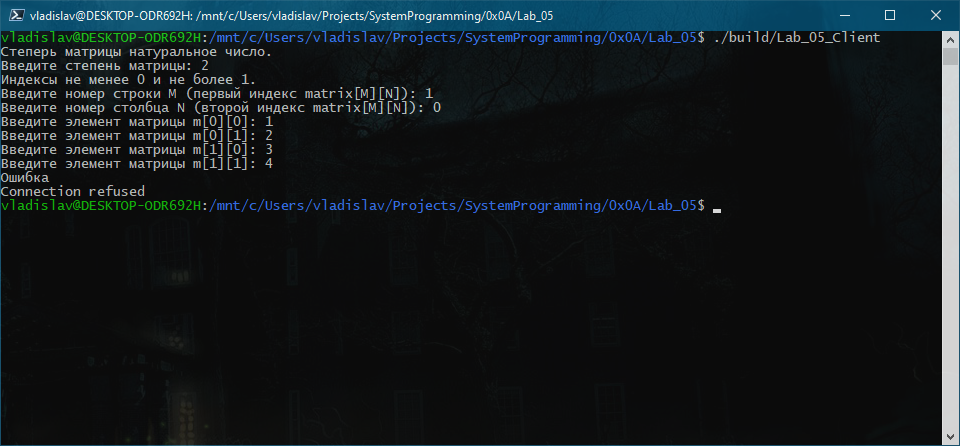 vladislav@DESKTOP-ODR692H: /mnt/c/Users/vladislav/Projects/SystemProgramming/0x0A/Lab_05
vladislav@DESKTOP-ODR692H:/mnt/c/Users/vladislav/Projects/SystemProgramming/0x0A/Lab_05$ ./build/Lab_05_Client
Степерь матрицы натуральное число.
Введите степень матрицы: 2
Индексы не менее 0 и не более 1.
Введите номер строки M (первый индекс matrix[M][N]): 1
Введите номер столбца N (второй индекс matrix[M][N]): 0
Введите элемент матрицы m[0][0]: 1
Введите элемент матрицы m[0][1]: 2
Введите элемент матрицы m[1][0]: 3
Введите элемент матрицы m[1][1]: 4
Ошибка
Connection refused
vladislav@DESKTOP-ODR692H:/mnt/c/Users/vladislav/Projects/SystemProgramming/0x0A/Lab_05$